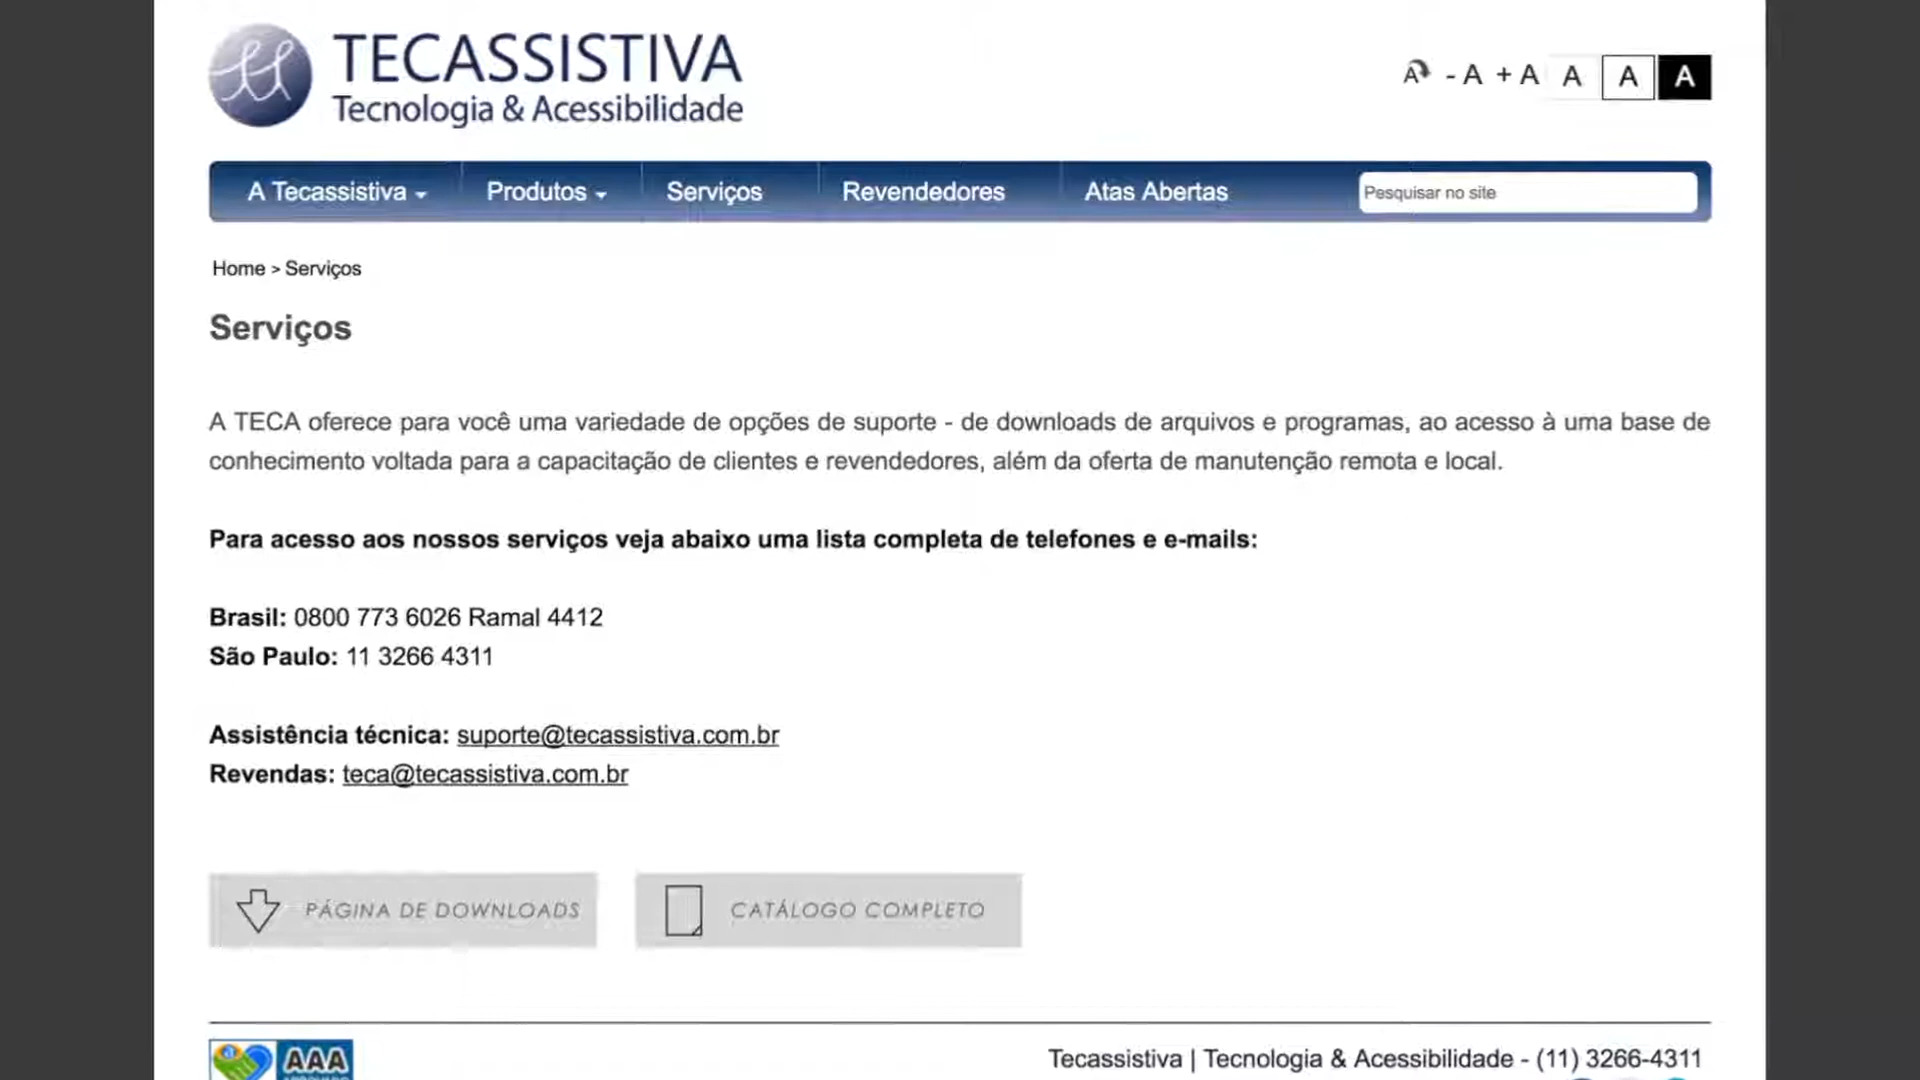 TECASSISTIVA
Tecnologia & Acessibilidade
A - A + A A A A
A Tecassistiva Produtos Serviços Revendedores Atas Abertas Pesquisar no site
Home > Serviços
Serviços
A TECA oferece para você uma variedade de opções de suporte - de downloads de arquivos e programas, ao acesso à uma base de
conhecimento voltada para a capacitação de clientes e revendedores, além da oferta de manutenção remota e local.
Para acesso aos nossos serviços veja abaixo uma lista completa de telefones e e-mails:
Brasil: 0800 773 6026 Ramal 4412
São Paulo: 11 3266 4311
Assistência técnica: suporte@tecassistiva.com.br
Revendas: teca@tecassistiva.com.br
PÁGINA DE DOWNLOADS CATÁLOGO COMPLETO
AAA
Tecassistiva | Tecnologia & Acessibilidade - (11) 3266-4311